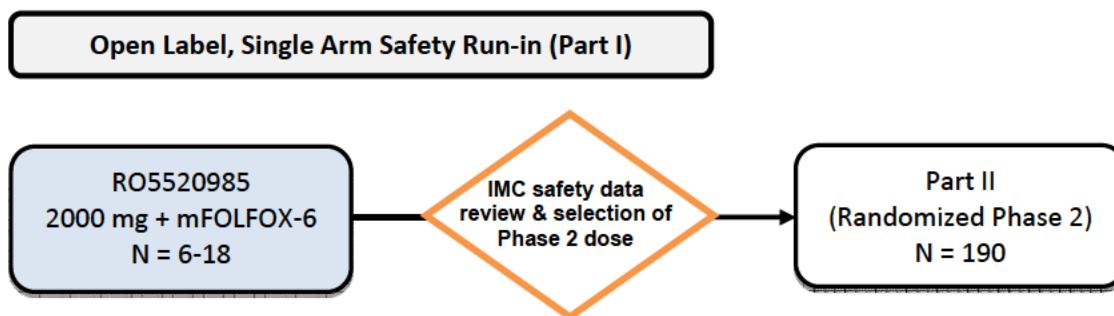 Open Label, Single Arm Safety Run-in (Part I)
RO5520985
2000 mg + mFOLFOX-6
N = 6-18
IMC safety data
review & selection of
Phase 2 dose
Part II
(Randomized Phase 2)
N = 190